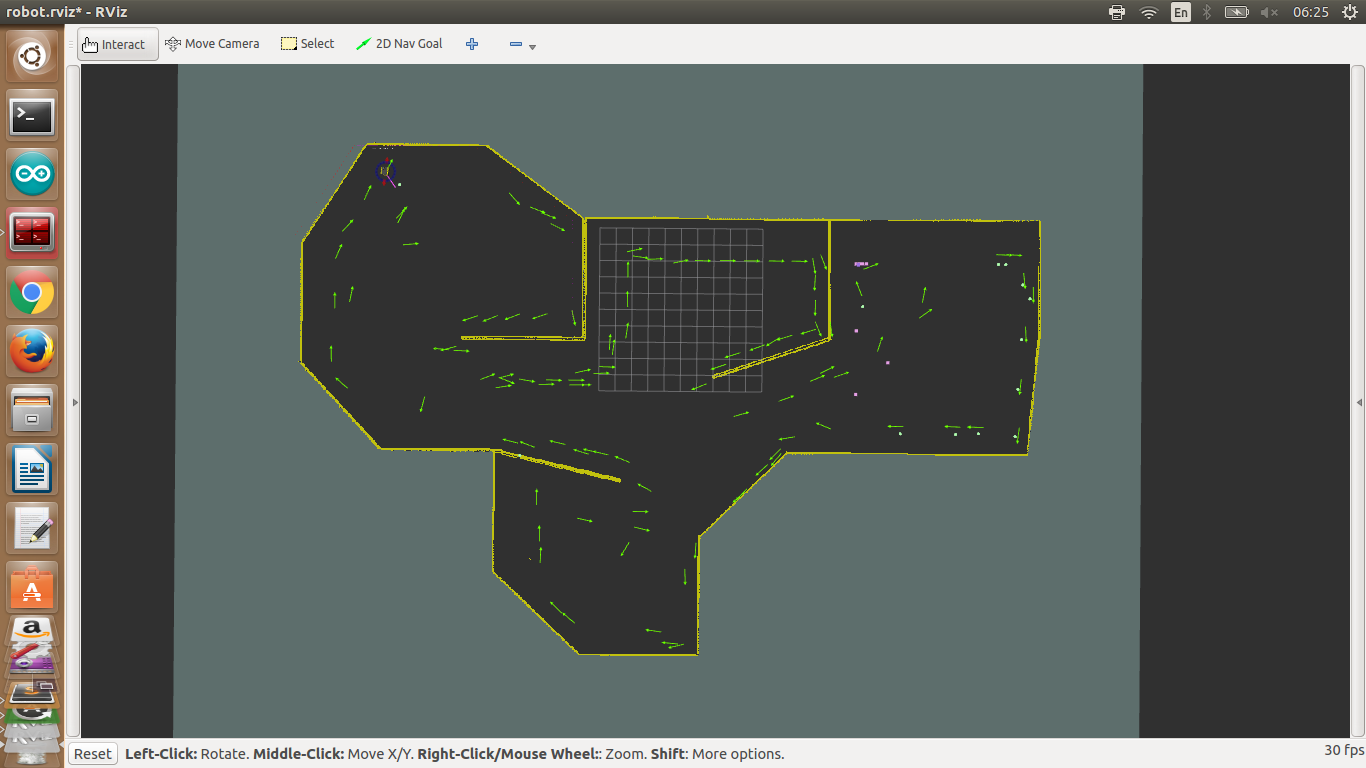 robot.rviz* - RViz
En
06:25
Interact
Move Camera
Select
2D Nav Goal
>_
A
a
Reset
Left-Click: Rotate. Middle-Click: Move X/Y. Right-Click/Mouse Wheel:: Zoom. Shift: More options.
30 fps